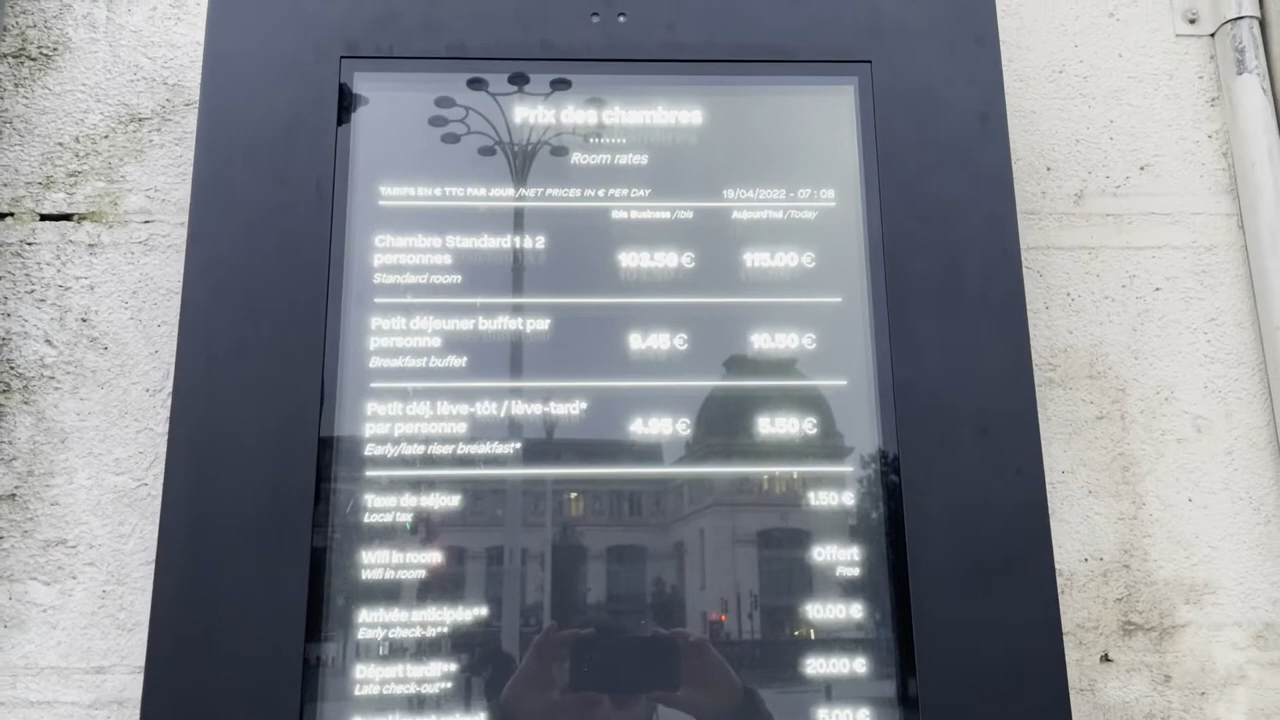 Prix des chambres
Room rates
TARIFS EN € TTC PAR JOUR /NET PRICES IN € PER DAY 19/04/2022 - 07 : 08
Ibis Business /Ibis Aujourd'hui /Today
Chambre Standard 1 à 2
personnes
103.50 € 115.00 €
Standard room
Petit déjeuner buffet par
personne
9.45 € 10.50 €
Breakfast buffet
Petit déj. lève-tôt / lève-tard*
par personne
4.95 € 5.50 €
Early/late riser breakfast*
Taxe de séjour 1.50 €
Local tax
Wifi in room Offert
Wifi in room Free
Arrivée anticipée** 10.00 €
Early check-in**
Départ tardif** 20.00 €
Late check-out**
5.00 €